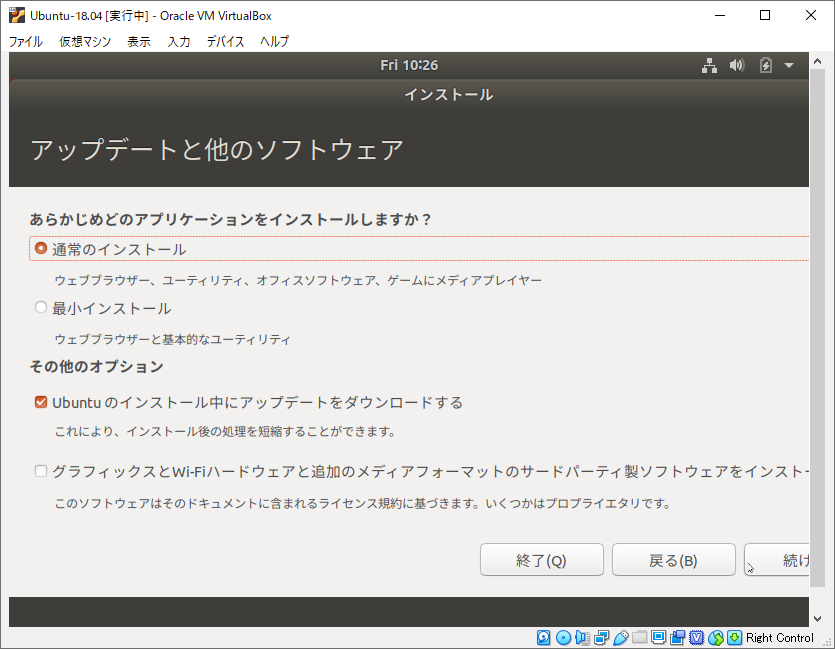 Ubuntu-18.04 [実行中] - Oracle VM VirtualBox
ファイル 仮想マシン 表示 入力 デバイス ヘルプ
Fri 10:26
インストール
アップデートと他のソフトウェア
あらかじめどのアプリケーションをインストールしますか？
通常のインストール
ウェブブラウザー、ユーティリティ、オフィスソフトウェア、ゲームにメディアプレイヤー
最小インストール
ウェブブラウザーと基本的なユーティリティ
その他のオプション
Ubuntu のインストール中にアップデートをダウンロードする
これにより、インストール後の処理を短縮することができます。
グラフィックスとWi-Fiハードウェアと追加のメディアフォーマットのサードパーティ製ソフトウェアをインスト
このソフトウェアはそのドキュメントに含まれるライセンス規約に基づきます。いくつかはプロプライエタリです。
終了(Q) 戻る(B) 続け
Right Control